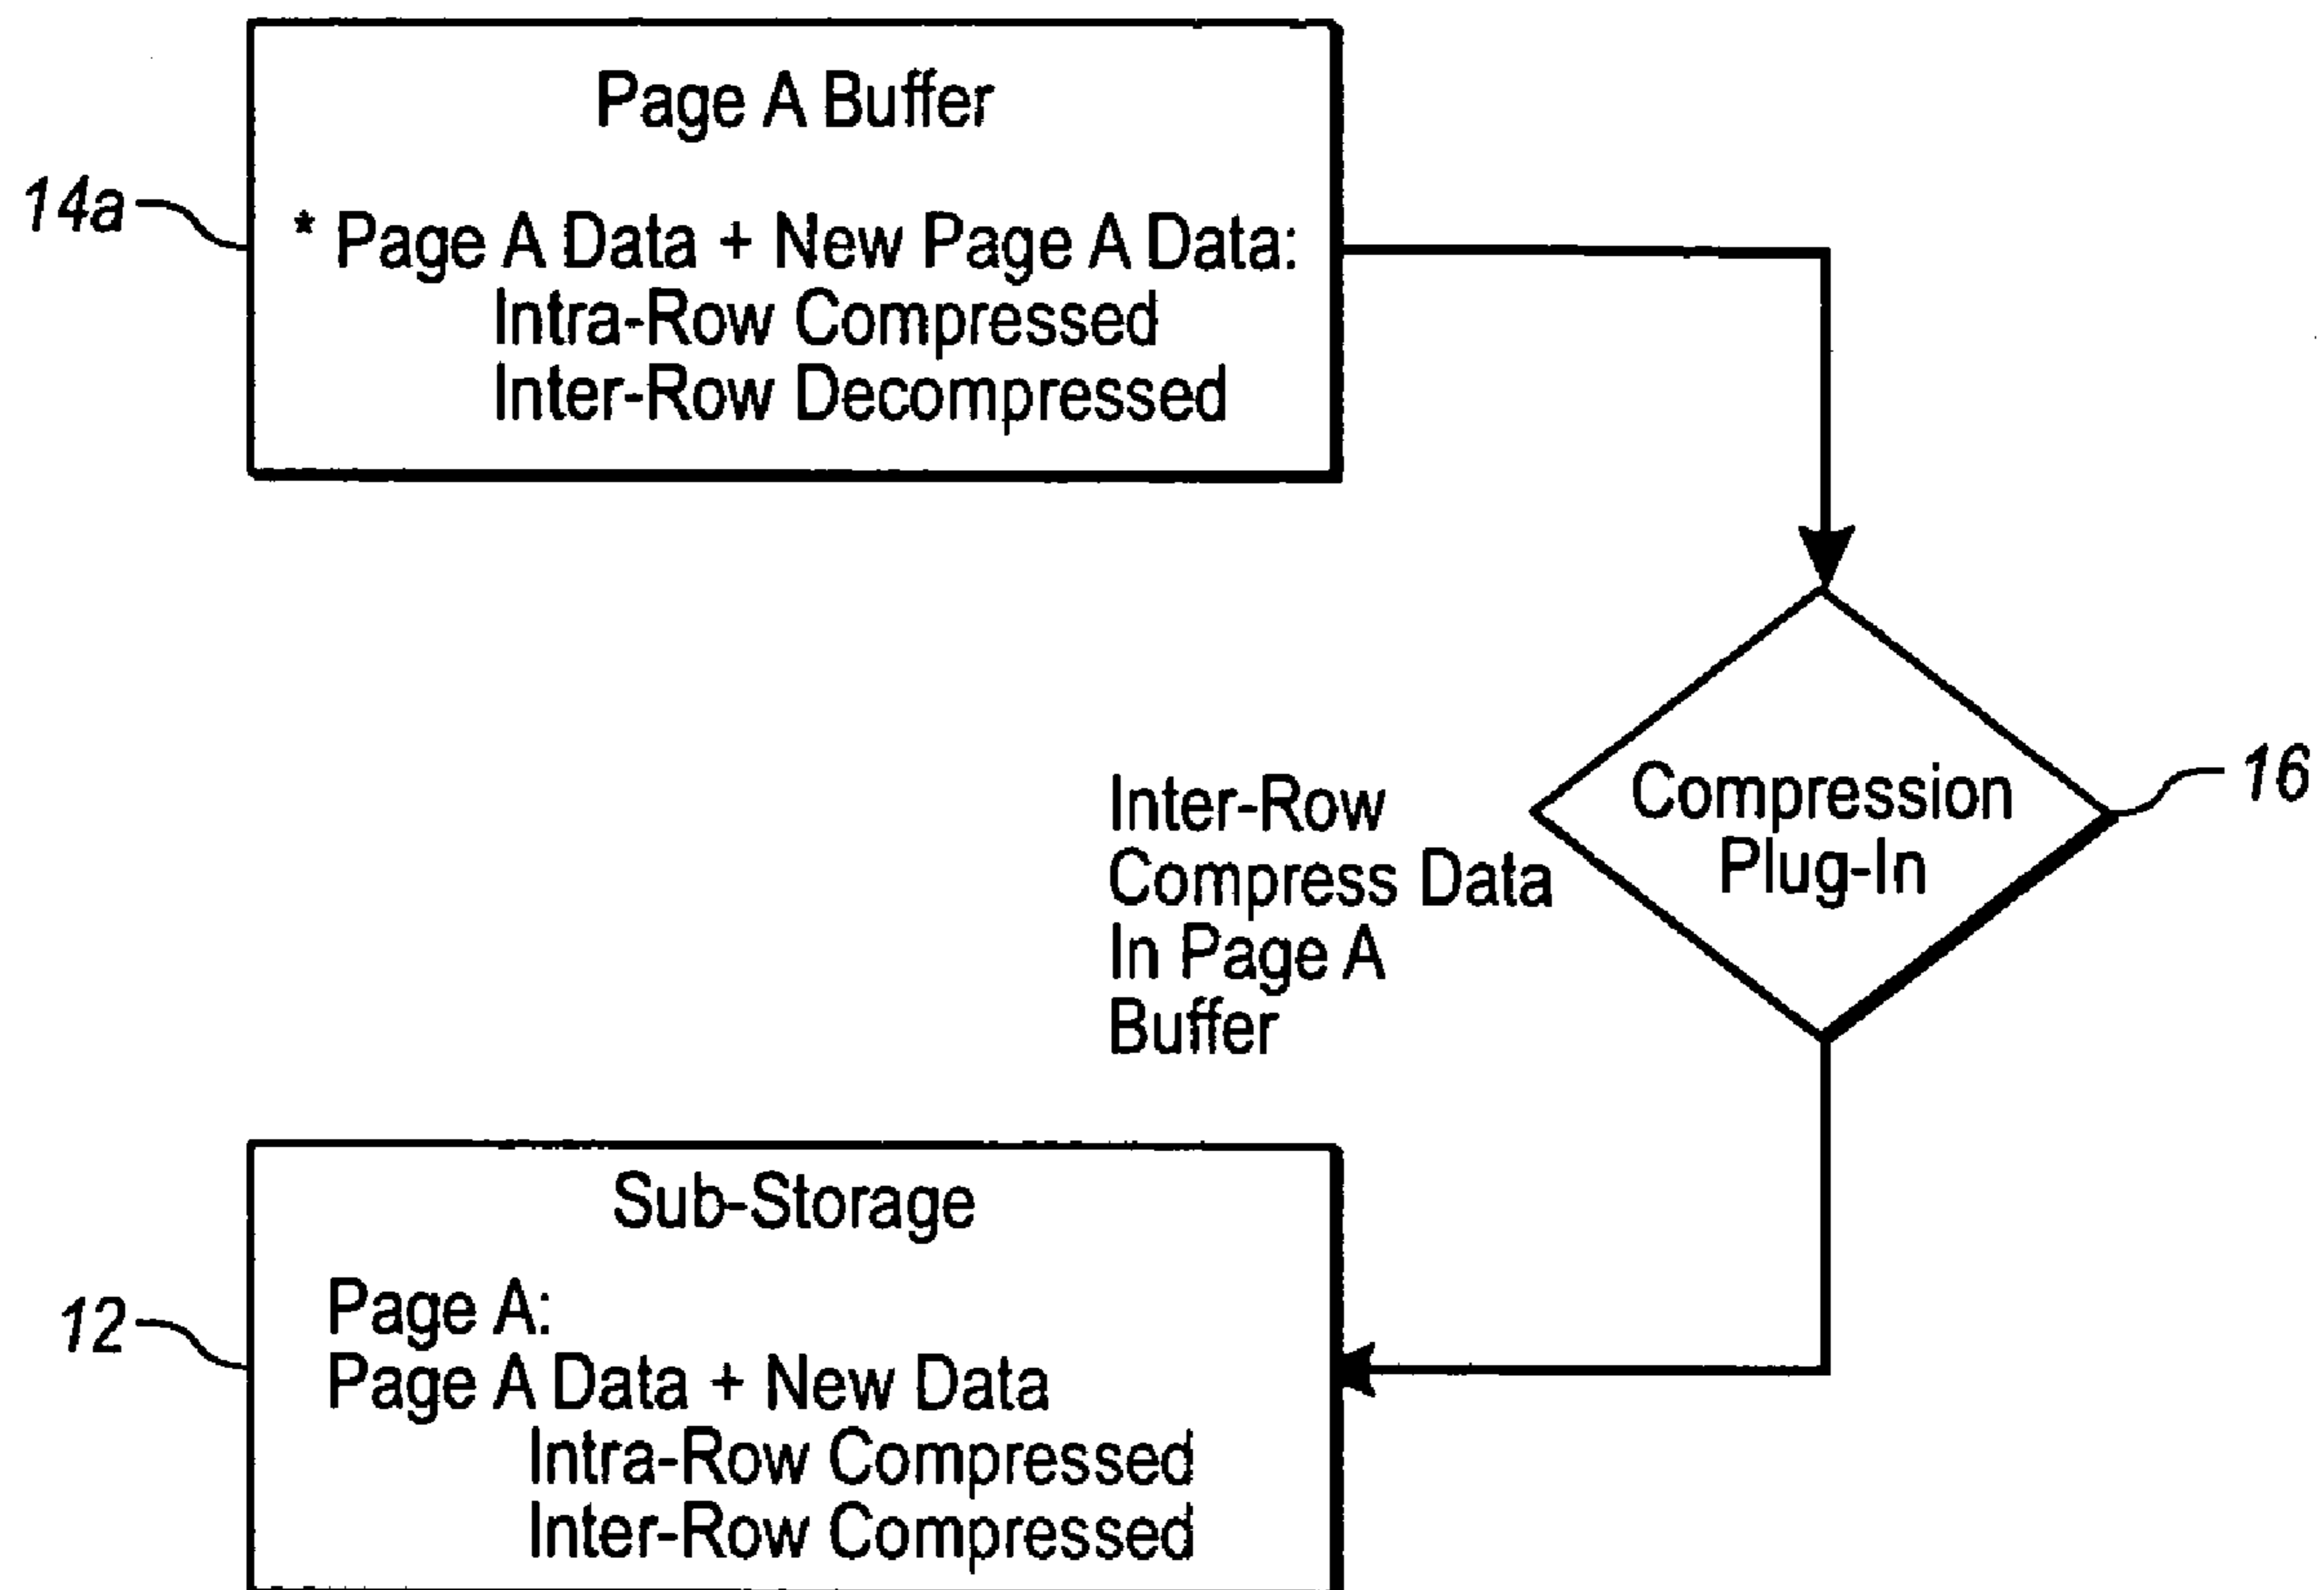 Page A Buffer
14a
* Page A Data + New Page A Data:
Intra-Row Compressed
Inter-Row Decompressed
Compression
Plug-In
16
Inter-Row
Compress Data
In Page A
Buffer
Sub-Storage
12
Page A:
Page A Data + New Data
Intra-Row Compressed
Inter-Row Compressed